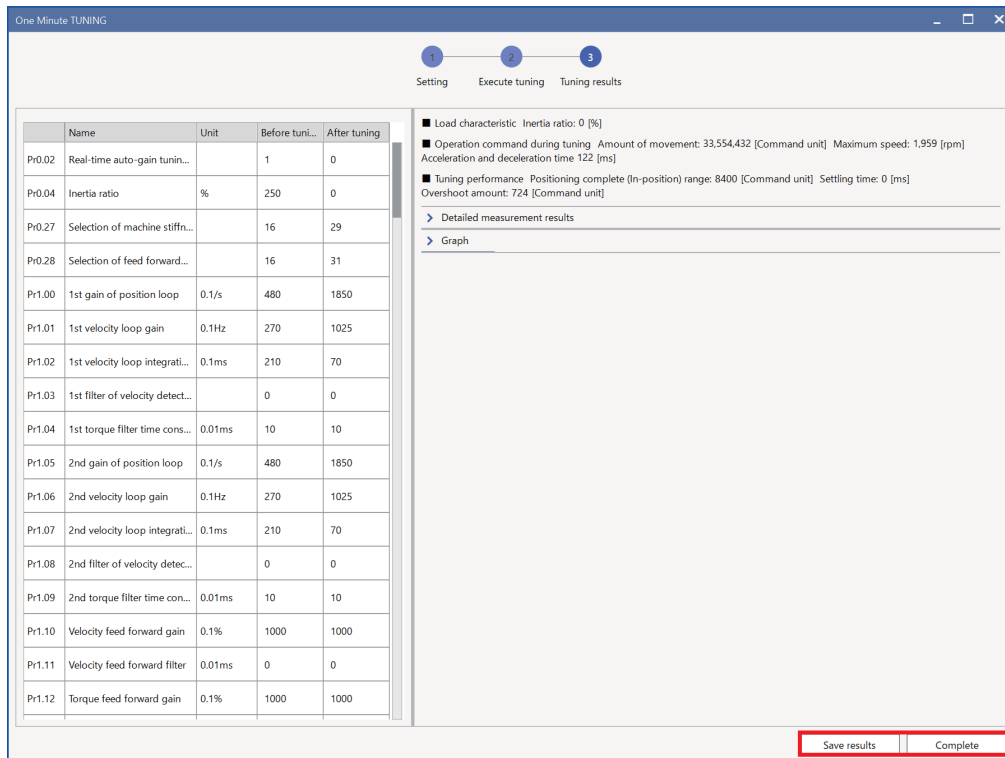 One Minute TUNING
1 2 3
Setting Execute tuning Tuning results
Name Unit Before tuni... After tuning
Pr0.02 Real-time auto-gain tunin... 1 0
Pr0.04 Inertia ratio % 250 0
Pr0.27 Selection of machine stiffn... 16 29
Pr0.28 Selection of feed forward... 16 31
Pr1.00 1st gain of position loop 0.1/s 480 1850
Pr1.01 1st velocity loop gain 0.1Hz 270 1025
Pr1.02 1st velocity loop integrati... 0.1ms 210 70
Pr1.03 1st filter of velocity detect... 0 0
Pr1.04 1st torque filter time cons... 0.01ms 10 10
Pr1.05 2nd gain of position loop 0.1/s 480 1850
Pr1.06 2nd velocity loop gain 0.1Hz 270 1025
Pr1.07 2nd velocity loop integrati... 0.1ms 210 70
Pr1.08 2nd filter of velocity detec... 0 0
Pr1.09 2nd torque filter time con... 0.01ms 10 10
Pr1.10 Velocity feed forward gain 0.1% 1000 1000
Pr1.11 Velocity feed forward filter 0.01ms 0 0
Pr1.12 Torque feed forward gain 0.1% 1000 1000
■ Load characteristic Inertia ratio: 0 [%]
■ Operation command during tuning Amount of movement: 33,554,432 [Command unit] Maximum speed: 1,959 [rpm]
Acceleration and deceleration time 122 [ms]
■ Tuning performance Positioning complete (In-position) range: 8400 [Command unit] Settling time: 0 [ms]
Overshoot amount: 724 [Command unit]
Detailed measurement results
Graph
Save results Complete